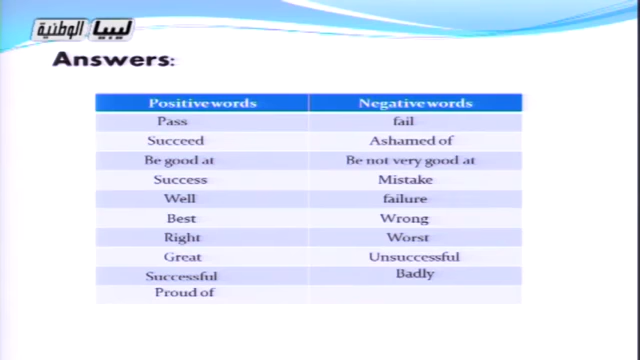 ليبيا الوطنية
Answers:
Positive words Negative words
Pass fail
Succeed Ashamed of
Be good at Be not very good at
Success Mistake
Well failure
Best Wrong
Right Worst
Great Unsuccessful
Successful Badly
Proud of